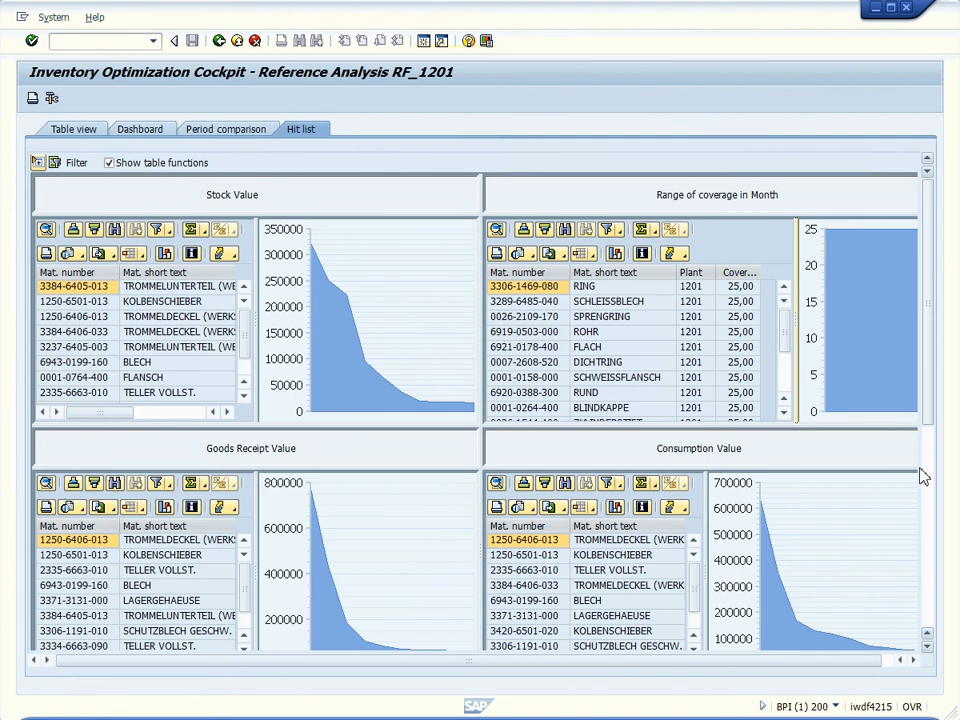 System Help
Inventory Optimization Cockpit - Reference Analysis RF_1201
Table view Dashboard Period comparison Hit list
Filter Show table functions
Stock Value
Mat. number Mat. short text
3384-6405-013 TROMMELUNTERTEIL (WE
1250-6501-013 KOLBENSCHIEBER
1250-6406-013 TROMMELDECKEL (WERKS
3384-6406-033 TROMMELDECKEL (WERKS
3237-6405-003 TROMMELUNTERTEIL (WE
6943-0199-160 BLECH
0001-0764-400 FLANSCH
2335-6663-010 TELLER VOLLST.
350000
300000
250000
200000
150000
100000
50000
0
Range of coverage in Month
Mat. number Mat. short text Plant Cover...
3306-1469-080 RING 1201 25,00
3289-6485-040 SCHLEISSBLECH 1201 25,00
0026-2109-170 SPRENGRING 1201 25,00
6919-0503-000 ROHR 1201 25,00
6921-0178-400 FLACH 1201 25,00
0007-2608-520 DICHTRING 1201 25,00
0001-0158-000 SCHWEISSFLANSCH 1201 25,00
6920-0388-300 RUND 1201 25,00
0001-0264-400 BLINDKAPPE 1201 25,00
25
20
15
10
5
0
Goods Receipt Value
Mat. number Mat. short text
1250-6406-013 TROMMELDECKEL (WERKS
1250-6501-013 KOLBENSCHIEBER
2335-6663-010 TELLER VOLLST.
6943-0199-160 BLECH
3371-3131-000 LAGERGEHAEUSE
3384-6405-013 TROMMELUNTERTEIL (WE
3306-1191-010 SCHUTZBLECH GESCHW.
3334-6663-090 TELLER VOLLST.
800000
600000
400000
200000
Consumption Value
Mat. number Mat. short text
1250-6406-013 TROMMELDECKEL (WERK
1250-6501-013 KOLBENSCHIEBER
2335-6663-010 TELLER VOLLST.
3384-6406-033 TROMMELDECKEL (WERK
6943-0199-160 BLECH
3371-3131-000 LAGERGEHAEUSE
3420-6501-020 KOLBENSCHIEBER
3306-1191-010 SCHUTZBLECH GESCHW.
700000
600000
500000
400000
300000
200000
100000
SAP BPI (1) 200 iwdf4215 OVR